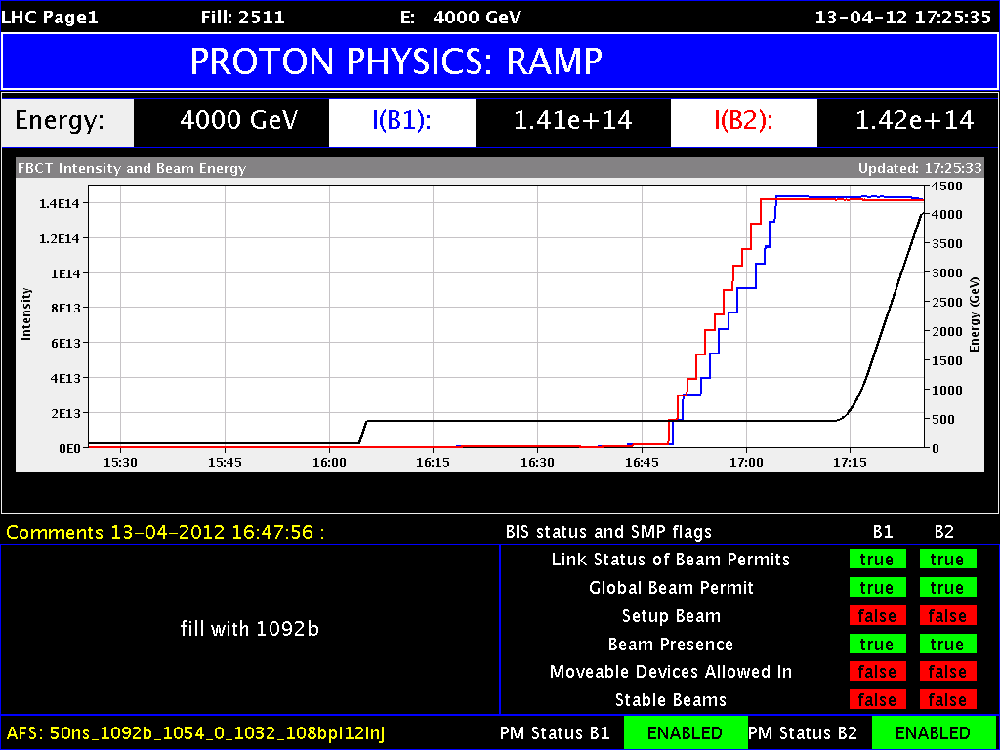 LHC Page1 Fill: 2511 E: 4000 GeV 13-04-12 17:25:35
PROTON PHYSICS: RAMP
Energy: 4000 GeV I(B1): 1.41e+14 I(B2): 1.42e+14
FBCT Intensity and Beam Energy Updated: 17:25:33
Intensity
1.4E14
1.2E14
1E14
8E13
6E13
4E13
2E13
0E0
4500
4000
3500
3000
2500
2000
1500
1000
500
0
Energy (GeV)
15:30 15:45 16:00 16:15 16:30 16:45 17:00 17:15
Comments 13-04-2012 16:47:56 :
fill with 1092b
BIS status and SMP flags B1 B2
Link Status of Beam Permits true true
Global Beam Permit true true
Setup Beam false false
Beam Presence true true
Moveable Devices Allowed In false false
Stable Beams false false
AFS: 50ns_1092b_1054_0_1032_108bpi12inj PM Status B1 ENABLED PM Status B2 ENABLED